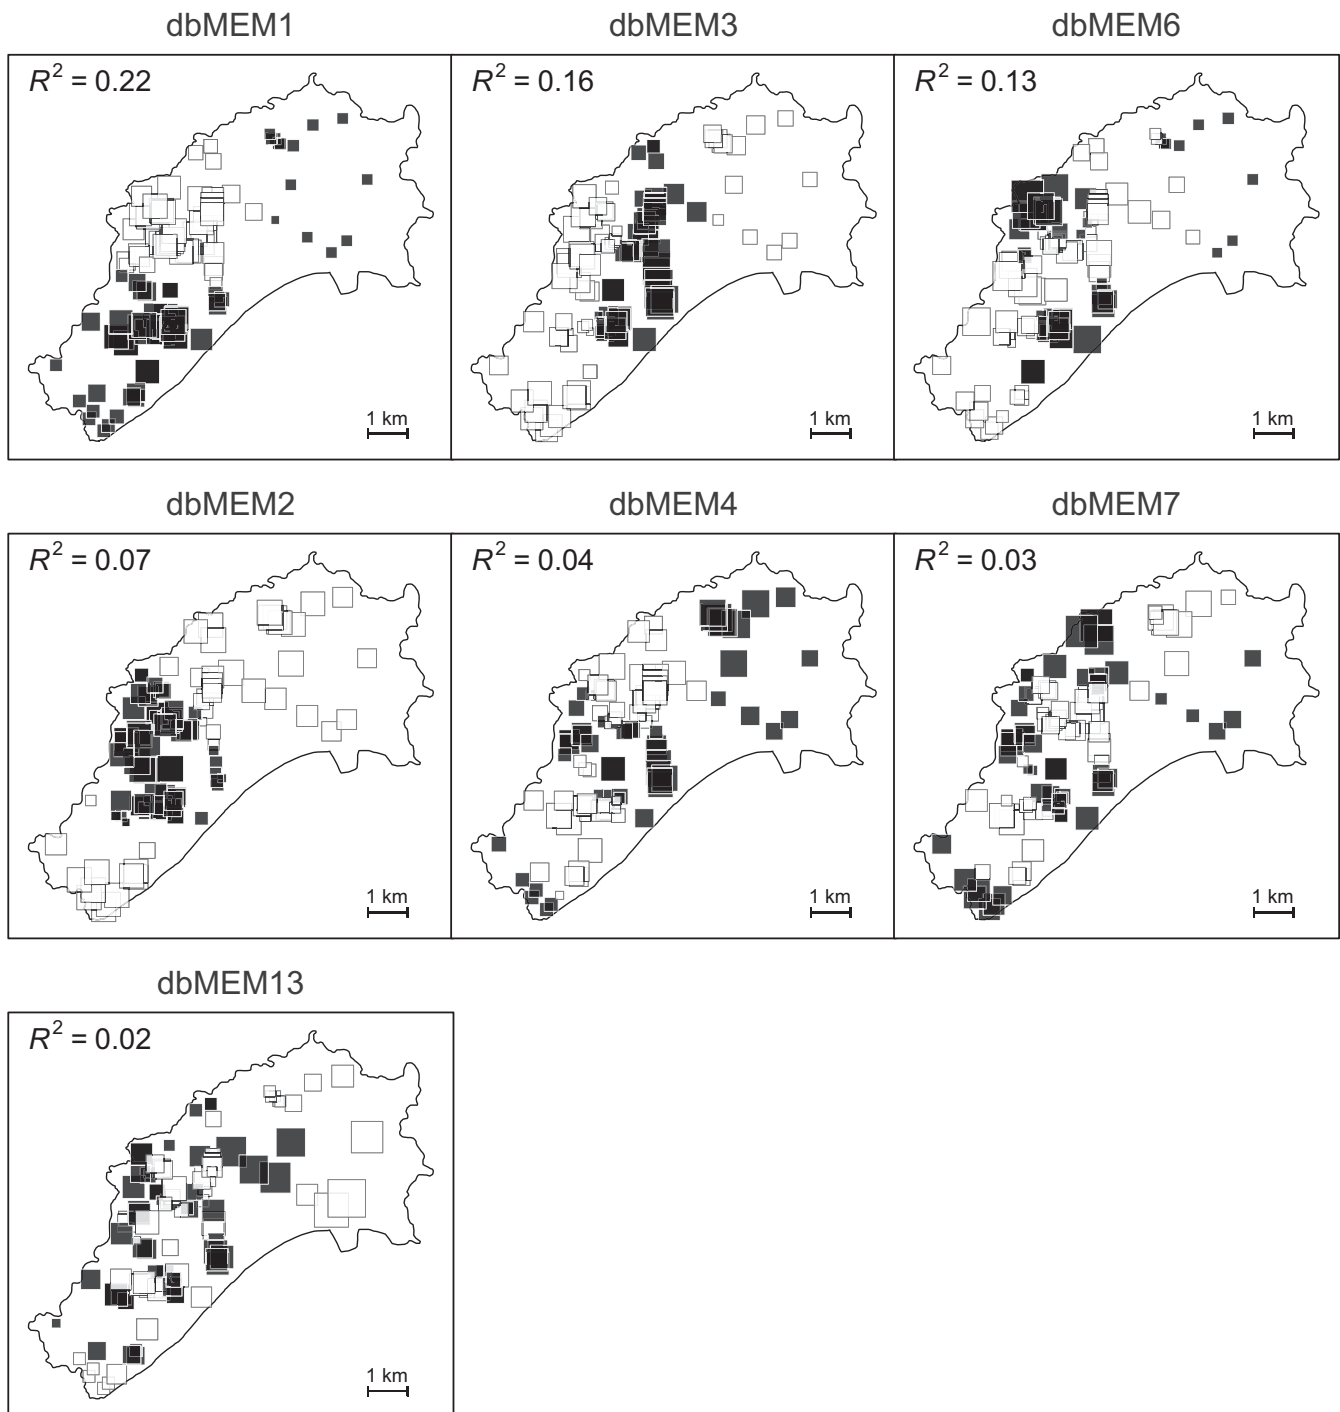 dbMEM1
dbMEM3
dbMEM6
R² = 0.22
R² = 0.16
R² = 0.13
1 km
1 km
1 km
dbMEM2
dbMEM4
dbMEM7
R² = 0.07
R² = 0.04
R² = 0.03
1 km
1 km
1 km
dbMEM13
R² = 0.02
1 km